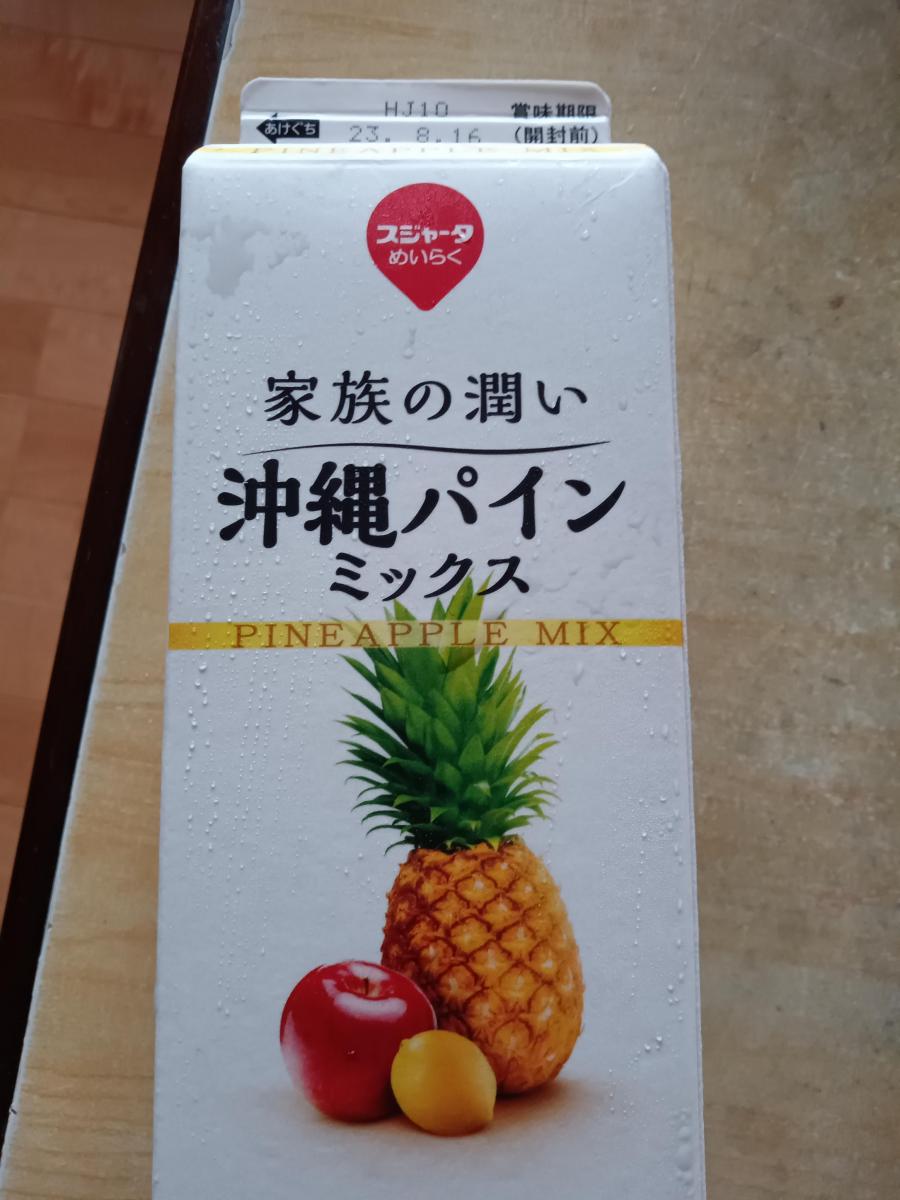 HJ10 賞味期限
あけぐち 23. 8.16 (開封前)
PINEAPPLE MIX
スジャータ
めいらく
家族の潤い
沖縄パイン
ミックス
PINEAPPLE MIX